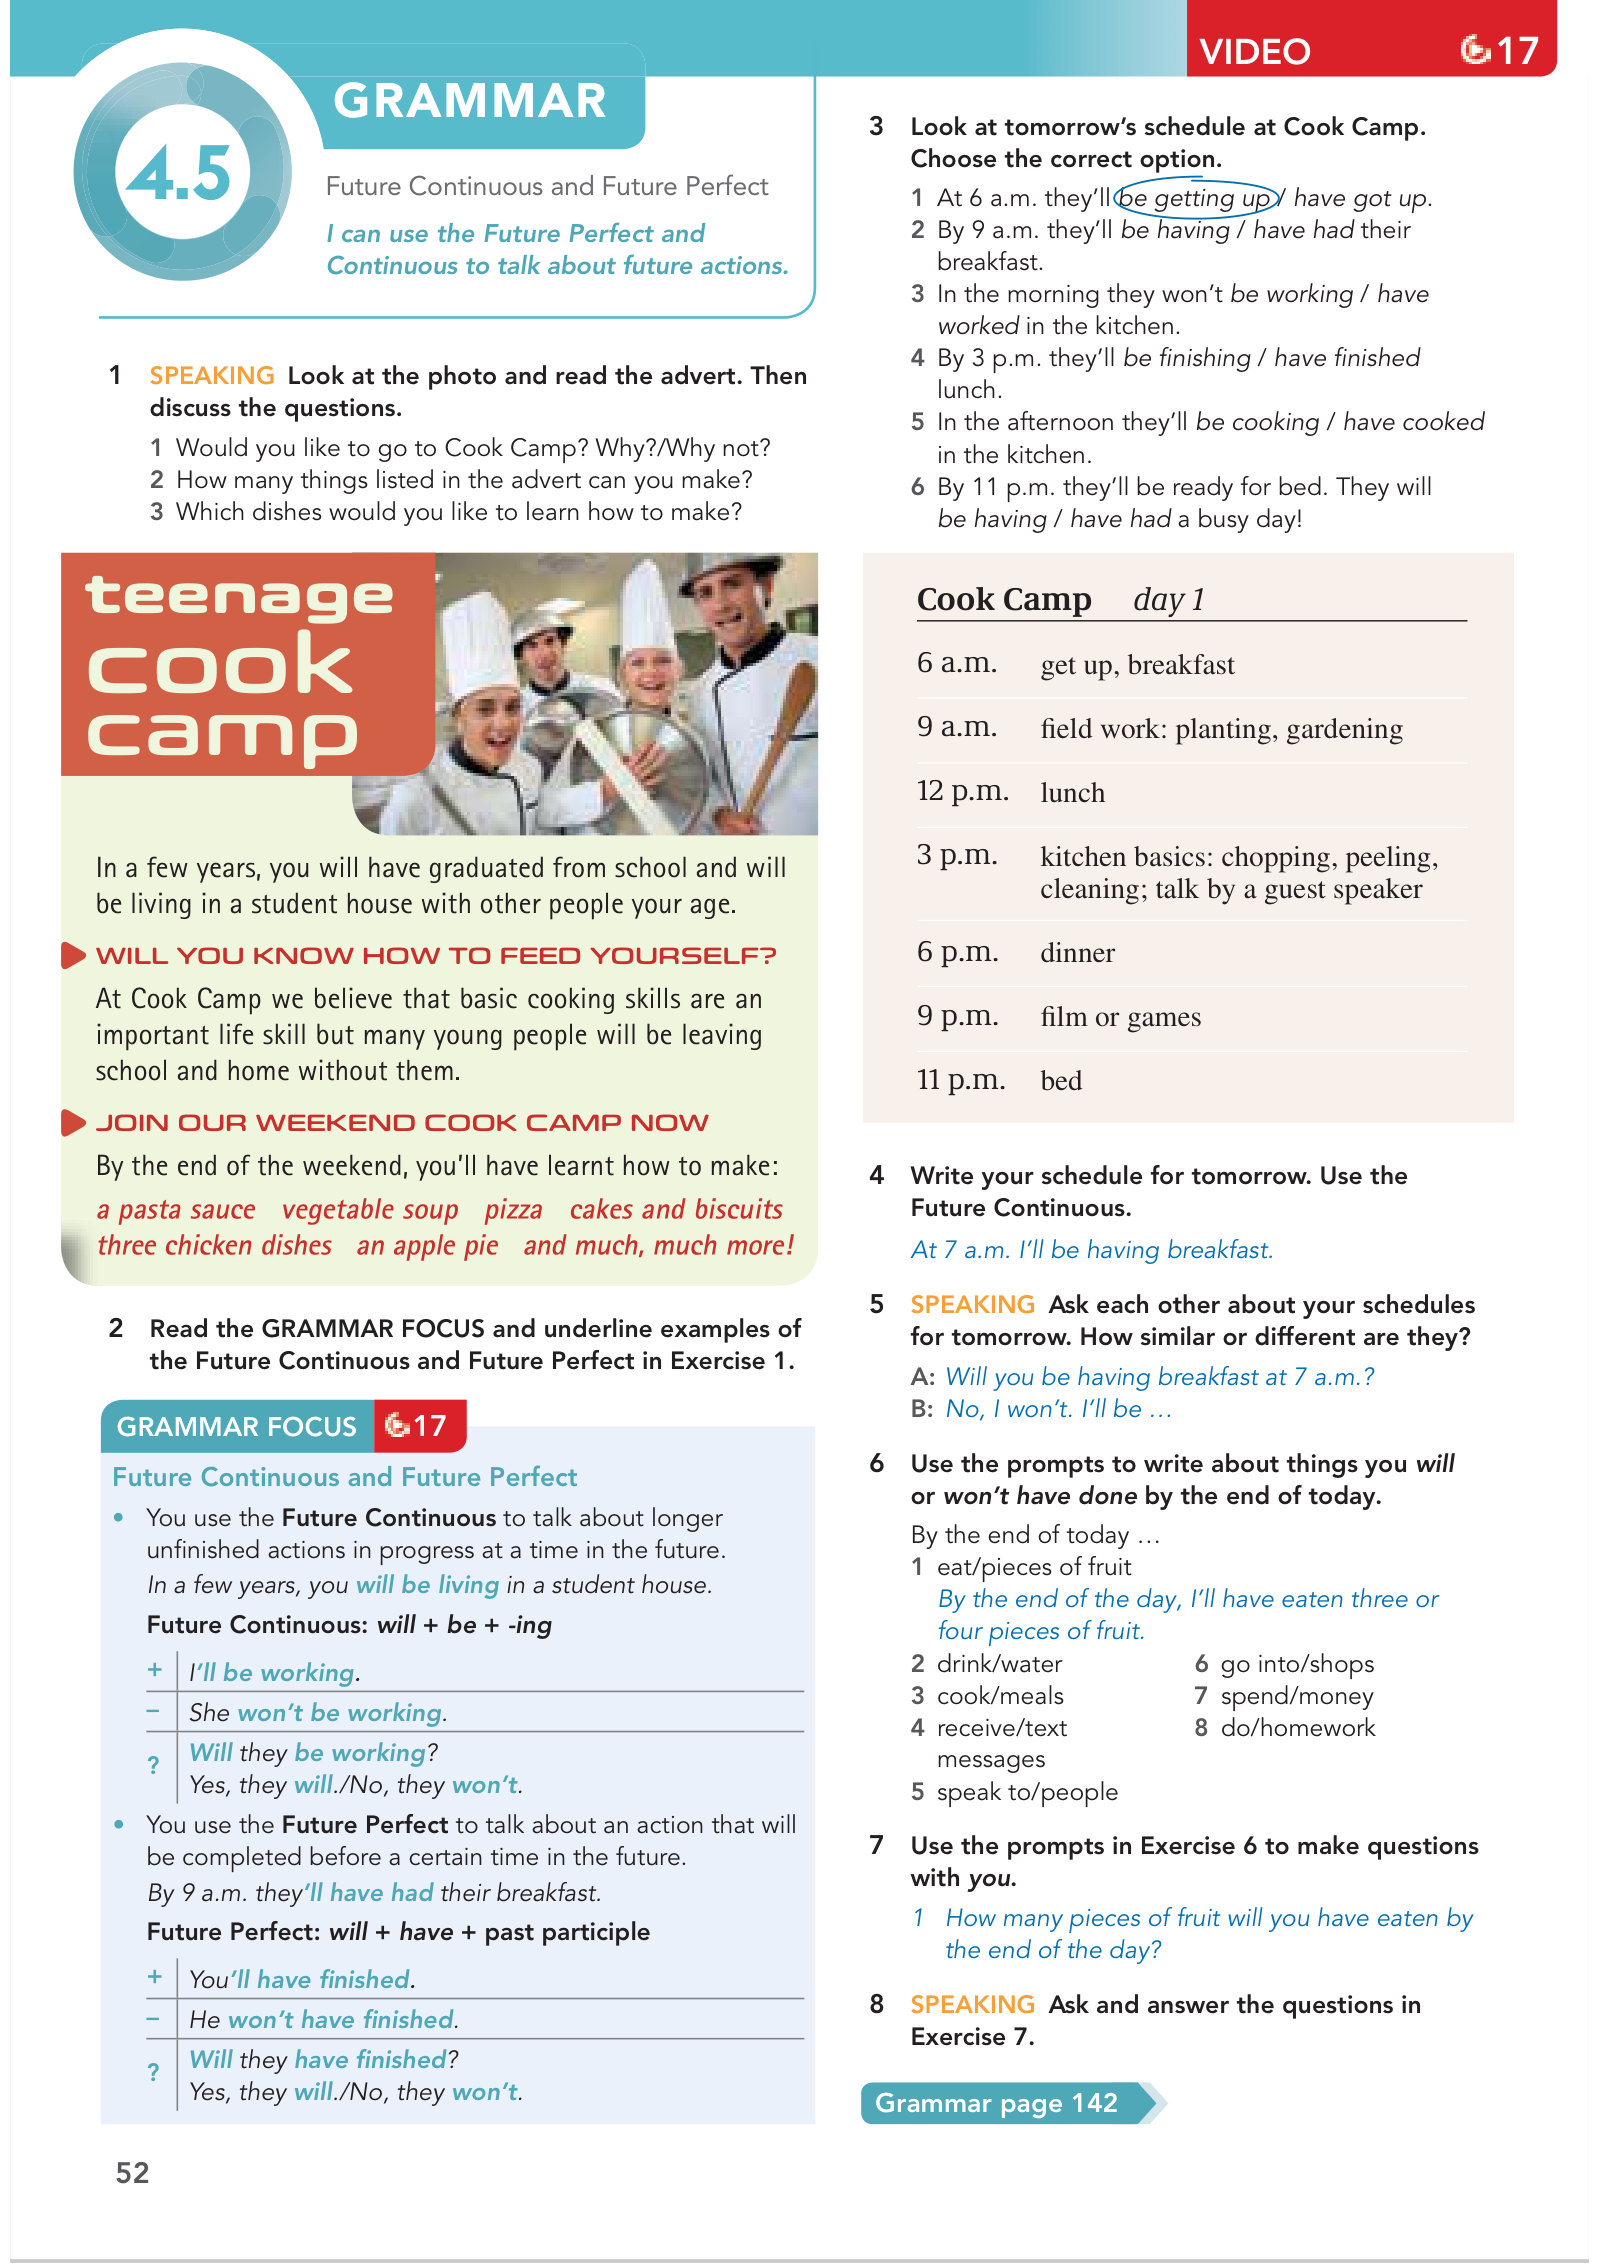 VIDEO 17
GRAMMAR
4.5
Future Continuous and Future Perfect
I can use the Future Perfect and
Continuous to talk about future actions.
1 SPEAKING Look at the photo and read the advert. Then
discuss the questions.
1 Would you like to go to Cook Camp? Why?/Why not?
2 How many things listed in the advert can you make?
3 Which dishes would you like to learn how to make?
teenage
cook
camp
In a few years, you will have graduated from school and will
be living in a student house with other people your age.
WILL YOU KNOW HOW TO FEED YOURSELF?
At Cook Camp we believe that basic cooking skills are an
important life skill but many young people will be leaving
school and home without them.
JOIN OUR WEEKEND COOK CAMP NOW
By the end of the weekend, you'll have learnt how to make:
a pasta sauce vegetable soup pizza cakes and biscuits
three chicken dishes an apple pie and much, much more!
2 Read the GRAMMAR FOCUS and underline examples of
the Future Continuous and Future Perfect in Exercise 1.
GRAMMAR FOCUS 17
Future Continuous and Future Perfect
• You use the Future Continuous to talk about longer
unfinished actions in progress at a time in the future.
In a few years, you will be living in a student house.
Future Continuous: will + be + -ing
+ I'll be working.
– She won't be working.
? Will they be working?
Yes, they will./No, they won't.
• You use the Future Perfect to talk about an action that will
be completed before a certain time in the future.
By 9 a.m. they'll have had their breakfast.
Future Perfect: will + have + past participle
+ You'll have finished.
– He won't have finished.
? Will they have finished?
Yes, they will./No, they won't.
3 Look at tomorrow's schedule at Cook Camp.
Choose the correct option.
1 At 6 a.m. they'll be getting up / have got up.
2 By 9 a.m. they'll be having / have had their
breakfast.
3 In the morning they won't be working / have
worked in the kitchen.
4 By 3 p.m. they'll be finishing / have finished
lunch.
5 In the afternoon they'll be cooking / have cooked
in the kitchen.
6 By 11 p.m. they'll be ready for bed. They will
be having / have had a busy day!
Cook Camp day 1
6 a.m. get up, breakfast
9 a.m. field work: planting, gardening
12 p.m. lunch
3 p.m. kitchen basics: chopping, peeling,
cleaning; talk by a guest speaker
6 p.m. dinner
9 p.m. film or games
11 p.m. bed
4 Write your schedule for tomorrow. Use the
Future Continuous.
At 7 a.m. I'll be having breakfast.
5 SPEAKING Ask each other about your schedules
for tomorrow. How similar or different are they?
A: Will you be having breakfast at 7 a.m.?
B: No, I won't. I'll be …
6 Use the prompts to write about things you will
or won't have done by the end of today.
By the end of today …
1 eat/pieces of fruit
By the end of the day, I'll have eaten three or
four pieces of fruit.
2 drink/water
3 cook/meals
4 receive/text
messages
5 speak to/people
6 go into/shops
7 spend/money
8 do/homework
7 Use the prompts in Exercise 6 to make questions
with you.
1 How many pieces of fruit will you have eaten by
the end of the day?
8 SPEAKING Ask and answer the questions in
Exercise 7.
Grammar page 142
52